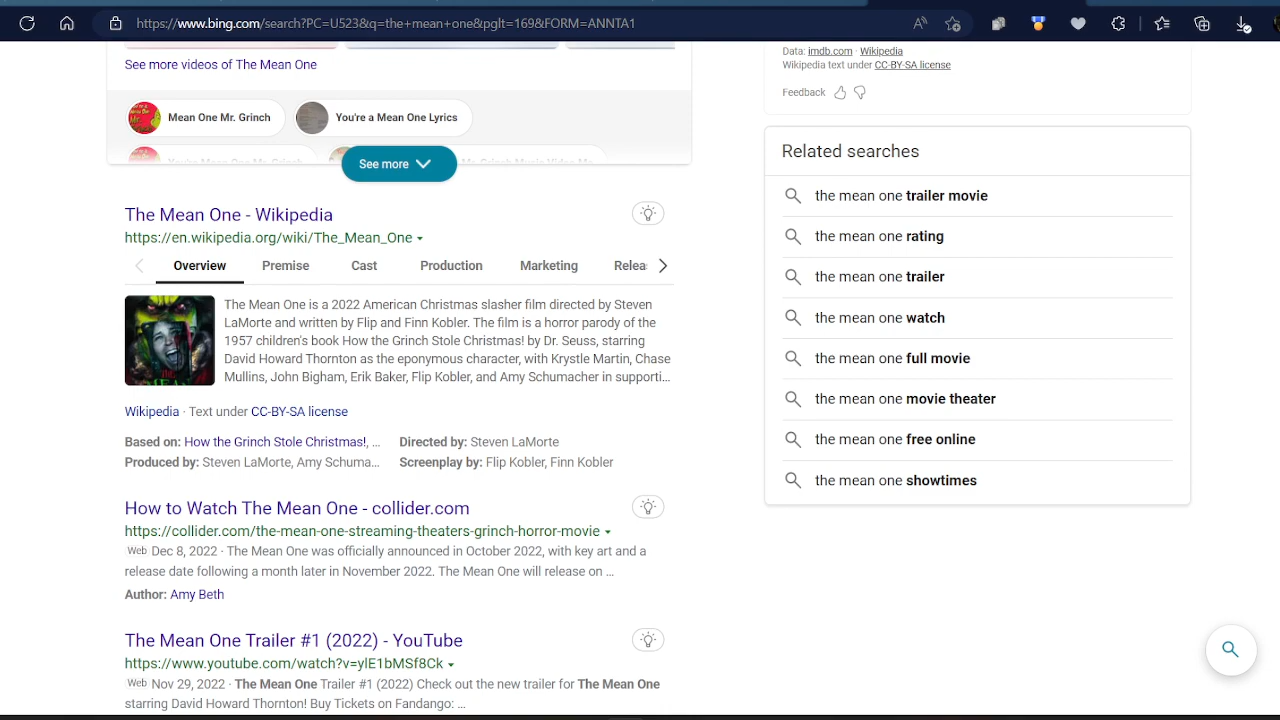 https://www.bing.com/search?PC=U523&q=the+mean+one&pglt=169&FORM=ANNTA1
See more videos of The Mean One
Mean One Mr. Grinch
You're a Mean One Lyrics
You're a Mean One Mr. Grinch
Mr. Grinch Music Video Me...
See more
The Mean One - Wikipedia
https://en.wikipedia.org/wiki/The_Mean_One
Overview Premise Cast Production Marketing Relea
The Mean One is a 2022 American Christmas slasher film directed by Steven
LaMorte and written by Flip and Finn Kobler. The film is a horror parody of the
1957 children's book How the Grinch Stole Christmas! by Dr. Seuss, starring
David Howard Thornton as the eponymous character, with Krystle Martin, Chase
Mullins, John Bigham, Erik Baker, Flip Kobler, and Amy Schumacher in supporti...
Wikipedia · Text under CC-BY-SA license
Based on: How the Grinch Stole Christmas!, ...
Directed by: Steven LaMorte
Produced by: Steven LaMorte, Amy Schuma...
Screenplay by: Flip Kobler, Finn Kobler
How to Watch The Mean One - collider.com
https://collider.com/the-mean-one-streaming-theaters-grinch-horror-movie
Web Dec 8, 2022 · The Mean One was officially announced in October 2022, with key art and a
release date following a month later in November 2022. The Mean One will release on ...
Author: Amy Beth
The Mean One Trailer #1 (2022) - YouTube
https://www.youtube.com/watch?v=ylE1bMSf8Ck
Web Nov 29, 2022 · The Mean One Trailer #1 (2022) Check out the new trailer for The Mean One
starring David Howard Thornton! Buy Tickets on Fandango: ...
Data: imdb.com · Wikipedia
Wikipedia text under CC-BY-SA license
Feedback
Related searches
the mean one trailer movie
the mean one rating
the mean one trailer
the mean one watch
the mean one full movie
the mean one movie theater
the mean one free online
the mean one showtimes